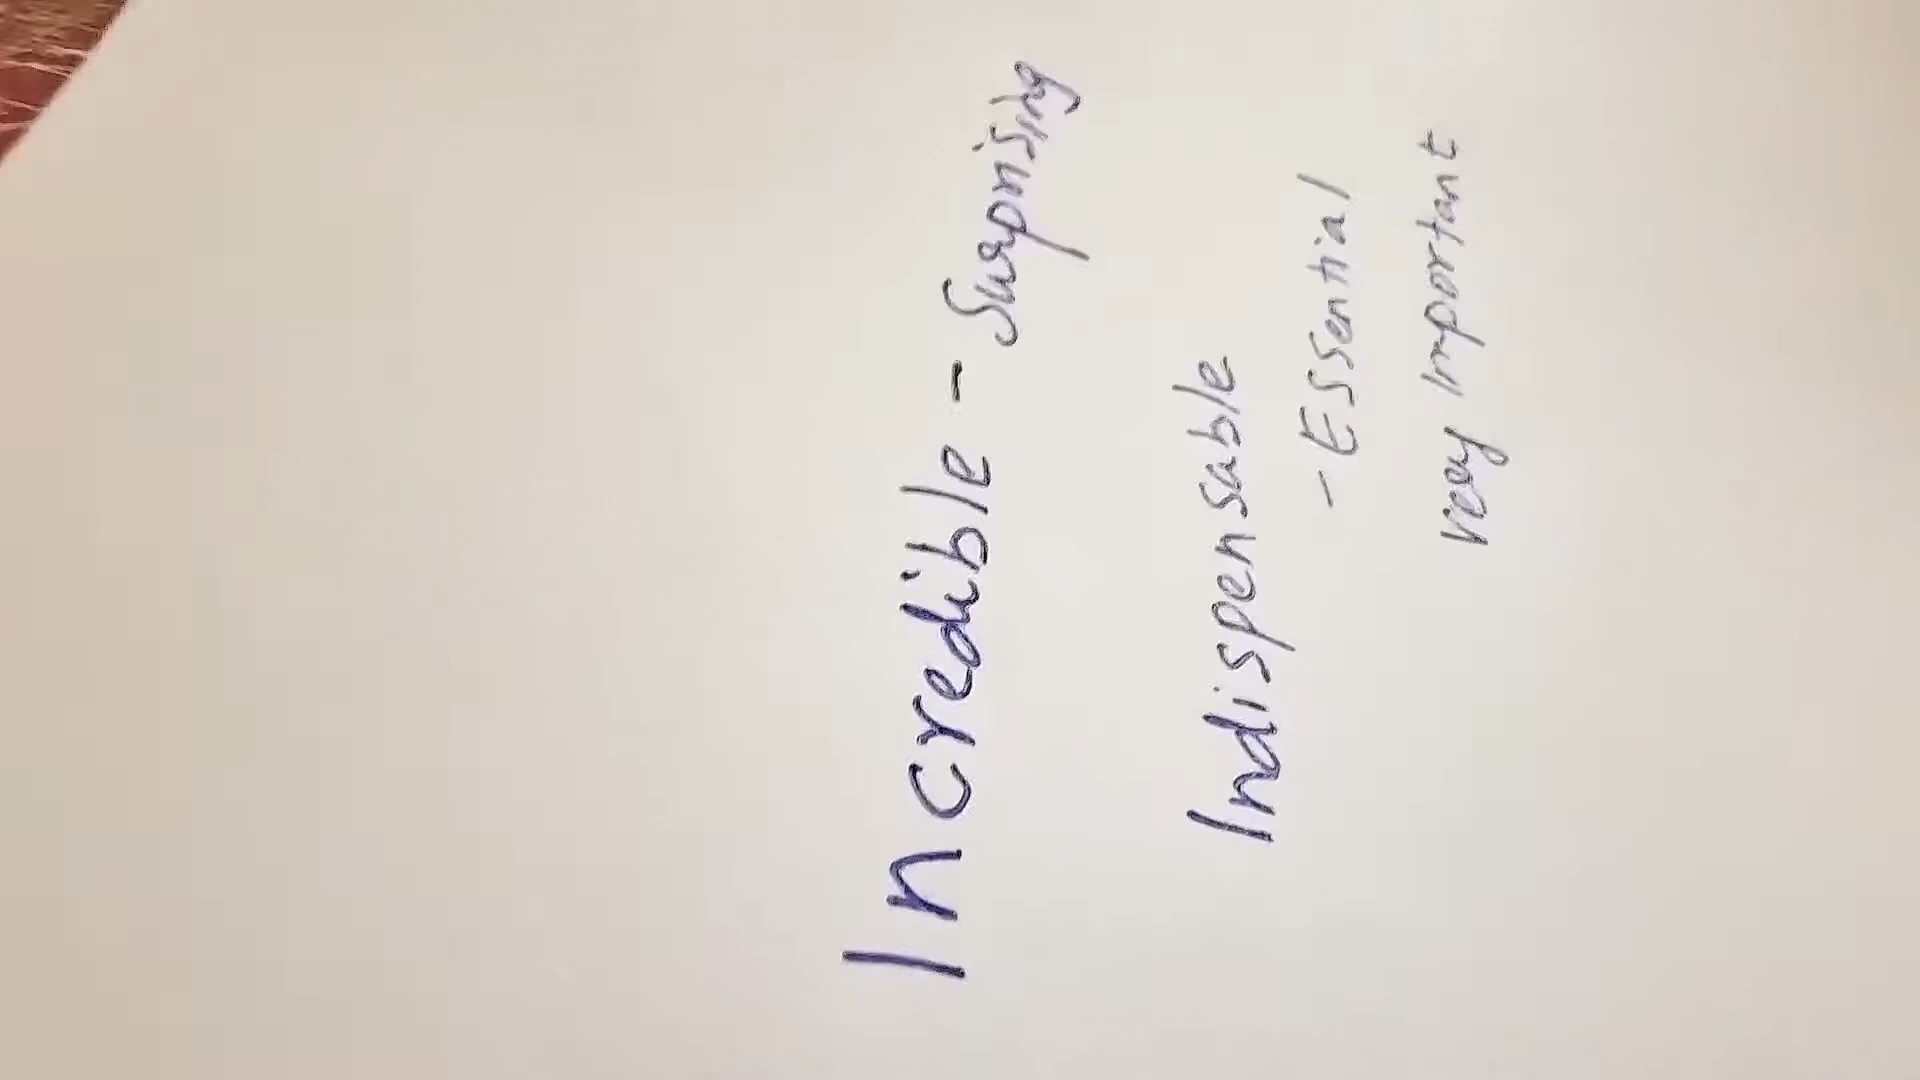 Incredible - Surprising
Indispensable
- Essential
very Important